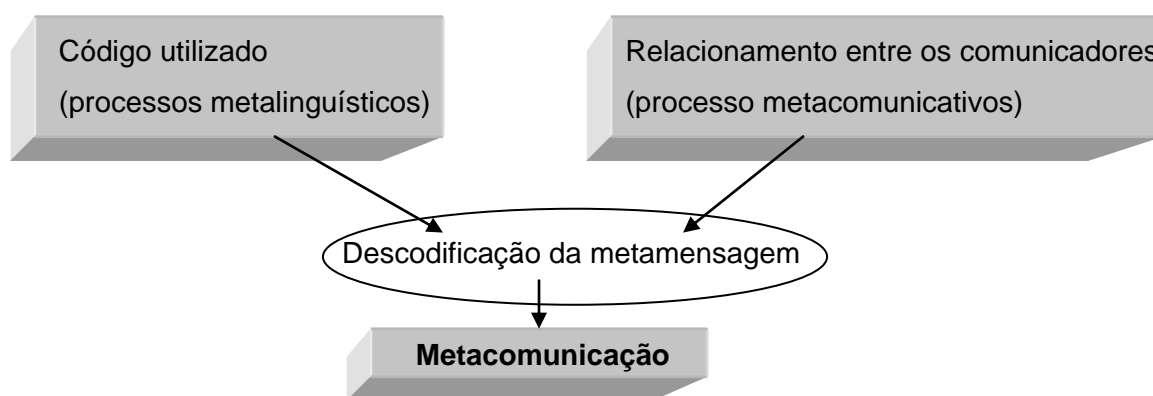 Código utilizado
(processos metalinguísticos)
Relacionamento entre os comunicadores
(processo metacomunicativos)
Descodificação da metamensagem
Metacomunicação